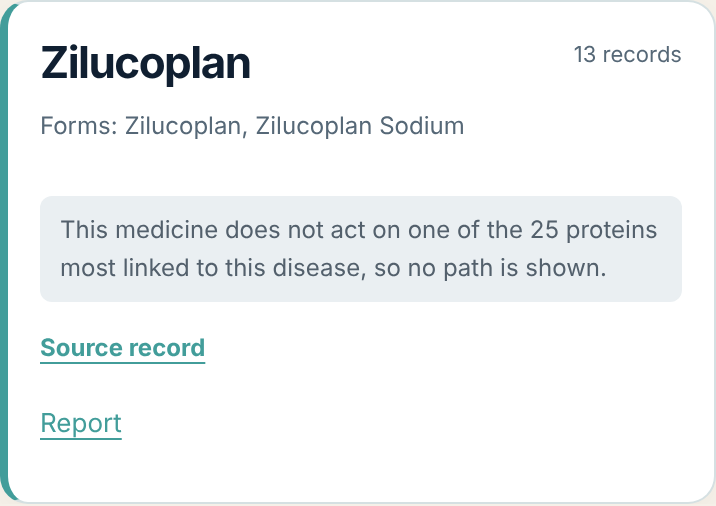 Zilucoplan
13 records
Forms: Zilucoplan, Zilucoplan Sodium
This medicine does not act on one of the 25 proteins
most linked to this disease, so no path is shown.
Source record
Report